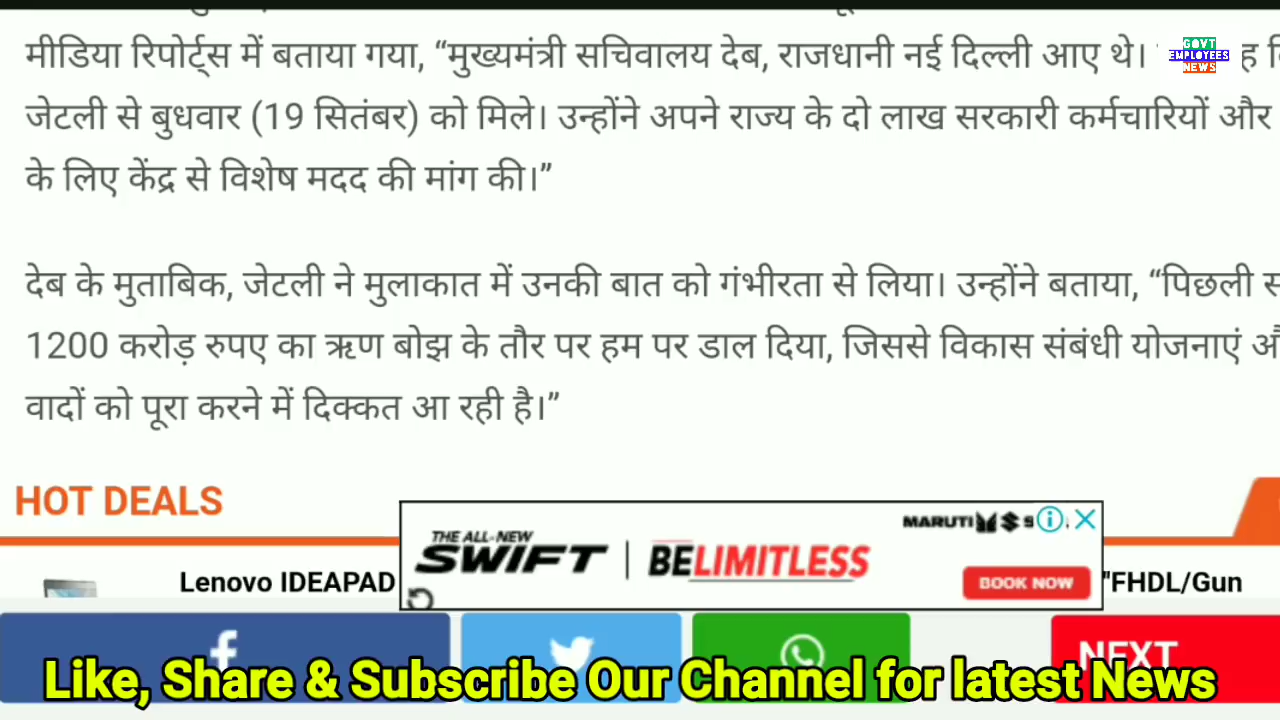 मीडिया रिपोर्ट्स में बताया गया, “मुख्यमंत्री सचिवालय देब, राजधानी नई दिल्ली आए थे।
GOVT
EMPLOYEES
NEWS
जेटली से बुधवार (19 सितंबर) को मिले। उन्होंने अपने राज्य के दो लाख सरकारी कर्मचारियों और
के लिए केंद्र से विशेष मदद की मांग की।”
देब के मुताबिक, जेटली ने मुलाकात में उनकी बात को गंभीरता से लिया। उन्होंने बताया, “पिछली
1200 करोड़ रुपए का ऋण बोझ के तौर पर हम पर डाल दिया, जिससे विकास संबंधी योजनाएं
वादों को पूरा करने में दिक्कत आ रही है।”
HOT DEALS
MARUTI
THE ALL-NEW
SWIFT | BELIMITLESS
BOOK NOW
Lenovo IDEAPAD
"FHDL/Gun
NEXT
Like, Share & Subscribe Our Channel for latest News